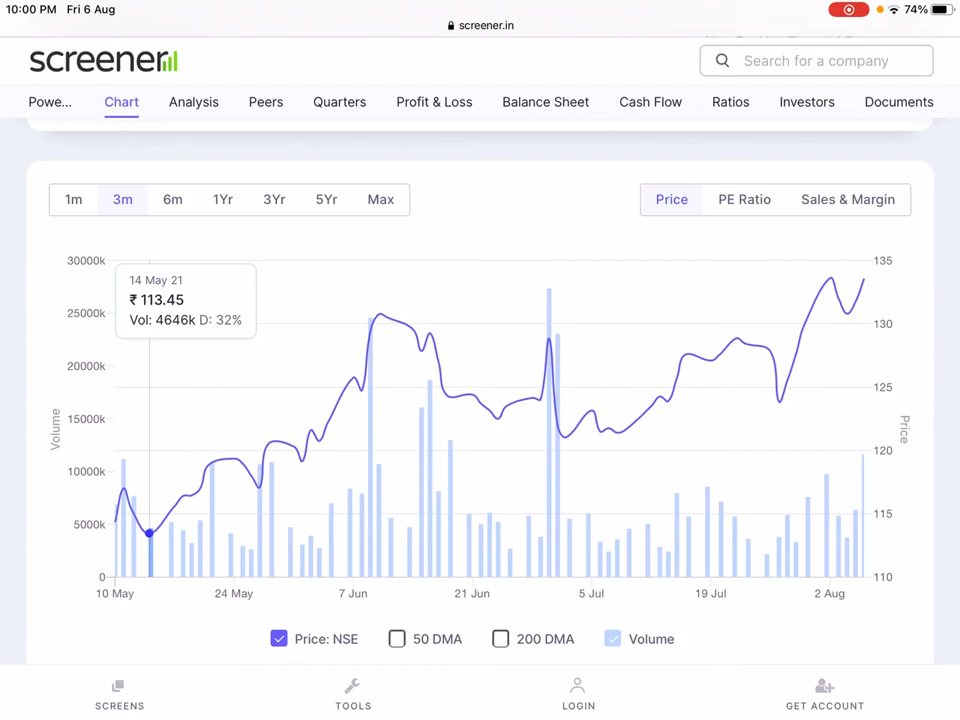 10:00 PM Fri 6 Aug
74%
screener.in
screener
Search for a company
Powe... Chart Analysis Peers Quarters Profit & Loss Balance Sheet Cash Flow Ratios Investors Documents
1m 3m 6m 1Yr 3Yr 5Yr Max
Price PE Ratio Sales & Margin
14 May 21
₹ 113.45
Vol: 4646k D: 32%
Volume
30000k
25000k
20000k
15000k
10000k
5000k
0
135
130
125
120
115
110
Price
10 May 24 May 7 Jun 21 Jun 5 Jul 19 Jul 2 Aug
Price: NSE 50 DMA 200 DMA Volume
SCREENS TOOLS LOGIN GET ACCOUNT